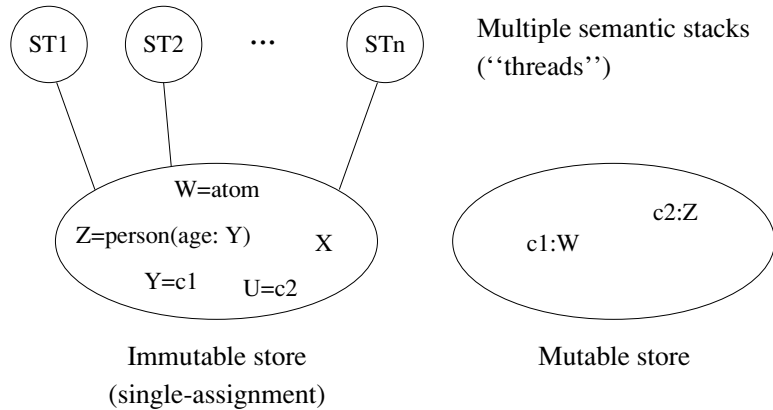 ST1
ST2
...
STn
Multiple semantic stacks
(‘‘threads’’)
W=atom
Z=person(age: Y)
X
Y=c1
U=c2
c2:Z
c1:W
Immutable store
(single-assignment)
Mutable store